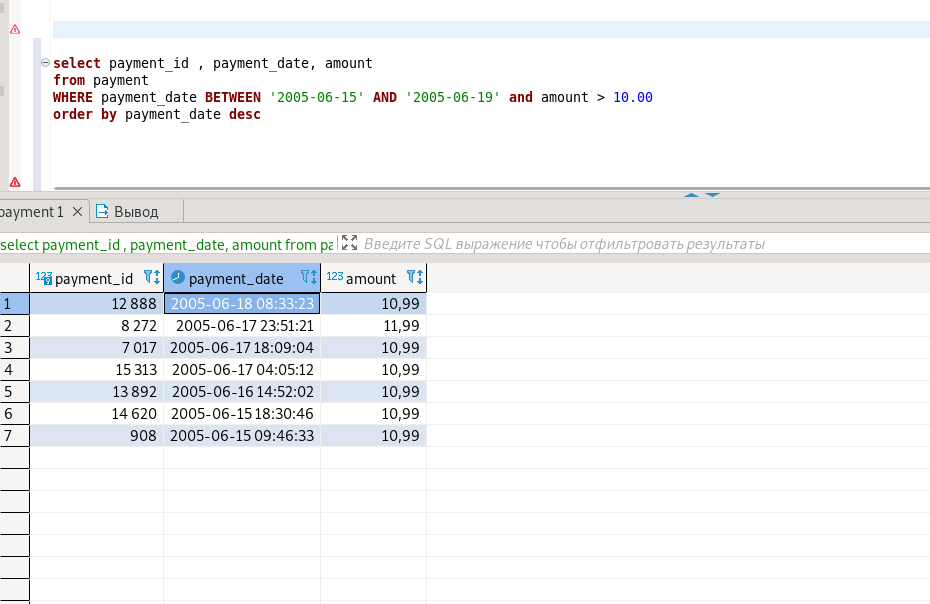 select payment_id , payment_date, amount
from payment
WHERE payment_date BETWEEN '2005-06-15' AND '2005-06-19' and amount > 10.00
order by payment_date desc
payment 1 Вывод
select payment_id , payment_date, amount from pa Введите SQL выражение чтобы отфильтровать результаты
123 payment_id payment_date 123 amount
1 12 888 2005-06-18 08:33:23 10,99
2 8 272 2005-06-17 23:51:21 11,99
3 7 017 2005-06-17 18:09:04 10,99
4 15 313 2005-06-17 04:05:12 10,99
5 13 892 2005-06-16 14:52:02 10,99
6 14 620 2005-06-15 18:30:46 10,99
7 908 2005-06-15 09:46:33 10,99